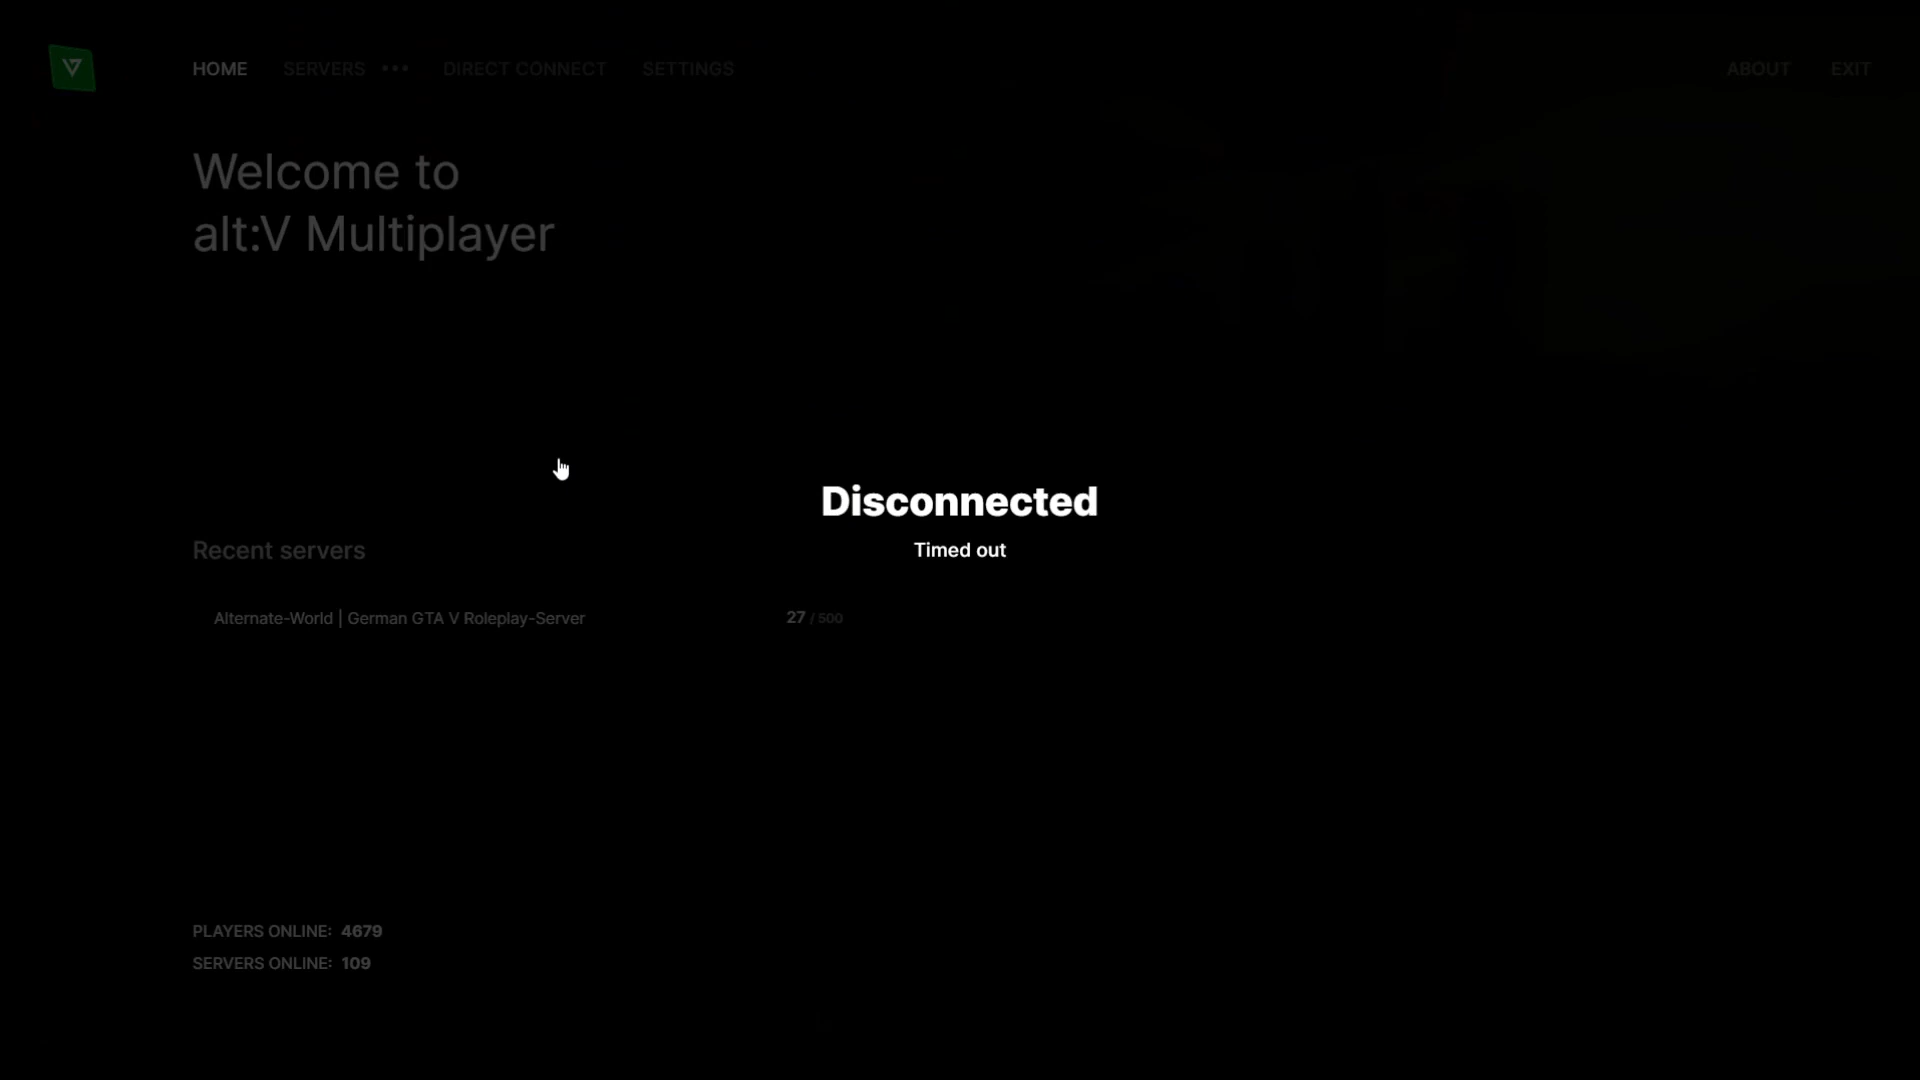 HOME SERVERS ••• DIRECT CONNECT SETTINGS ABOUT EXIT
Welcome to
alt:V Multiplayer
Disconnected
Timed out
Recent servers
Alternate-World | German GTA V Roleplay-Server 27 / 500
PLAYERS ONLINE: 4679
SERVERS ONLINE: 109